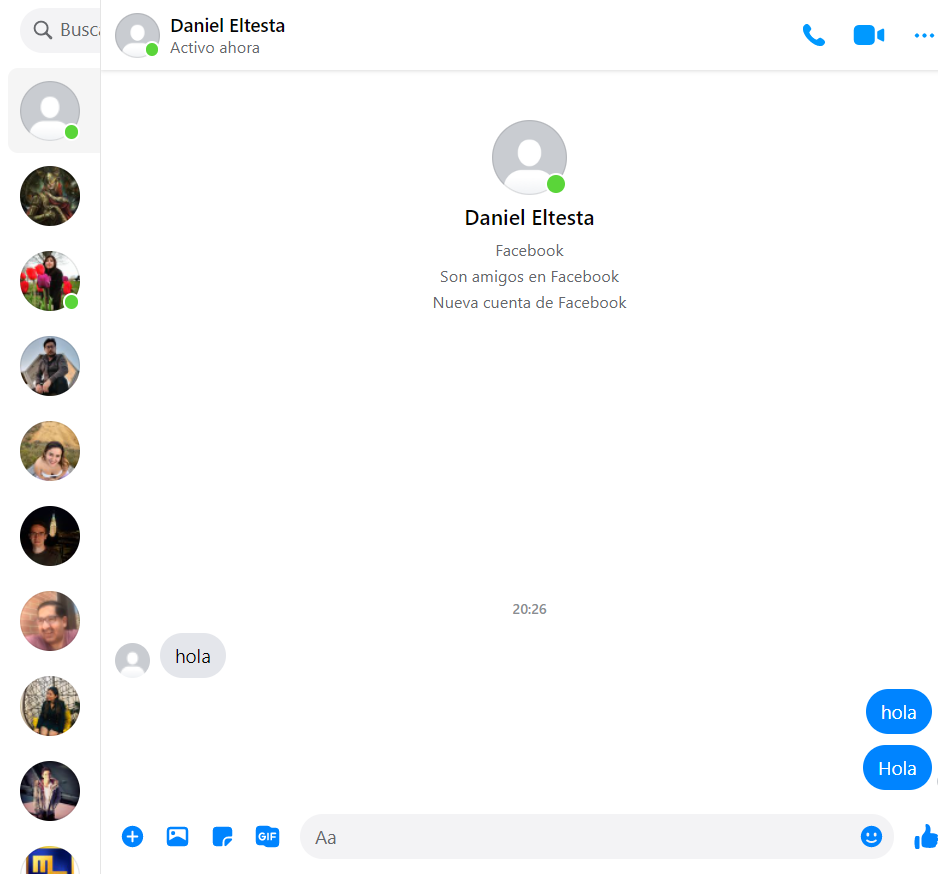 Busca
Daniel Eltesta
Activo ahora
Daniel Eltesta
Facebook
Son amigos en Facebook
Nueva cuenta de Facebook
20:26
hola
hola
Hola
GIF
Aa